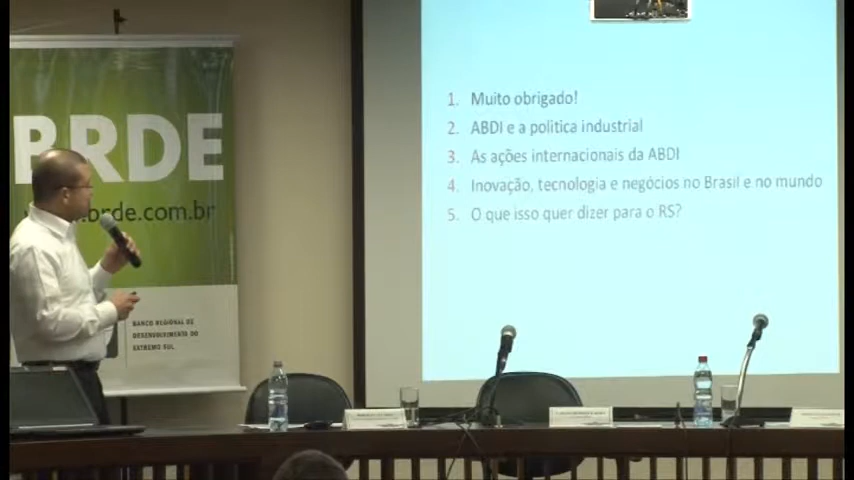 BRDE
brde.com.br
BANCO REGIONAL DE
DESENVOLVIMENTO DO
EXTREMO SUL
1. Muito obrigado!
2. ABDI e a politica industrial
3. As ações internacionais da ABDI
4. Inovação, tecnologia e negócios no Brasil e no mundo
5. O que isso quer dizer para o RS?